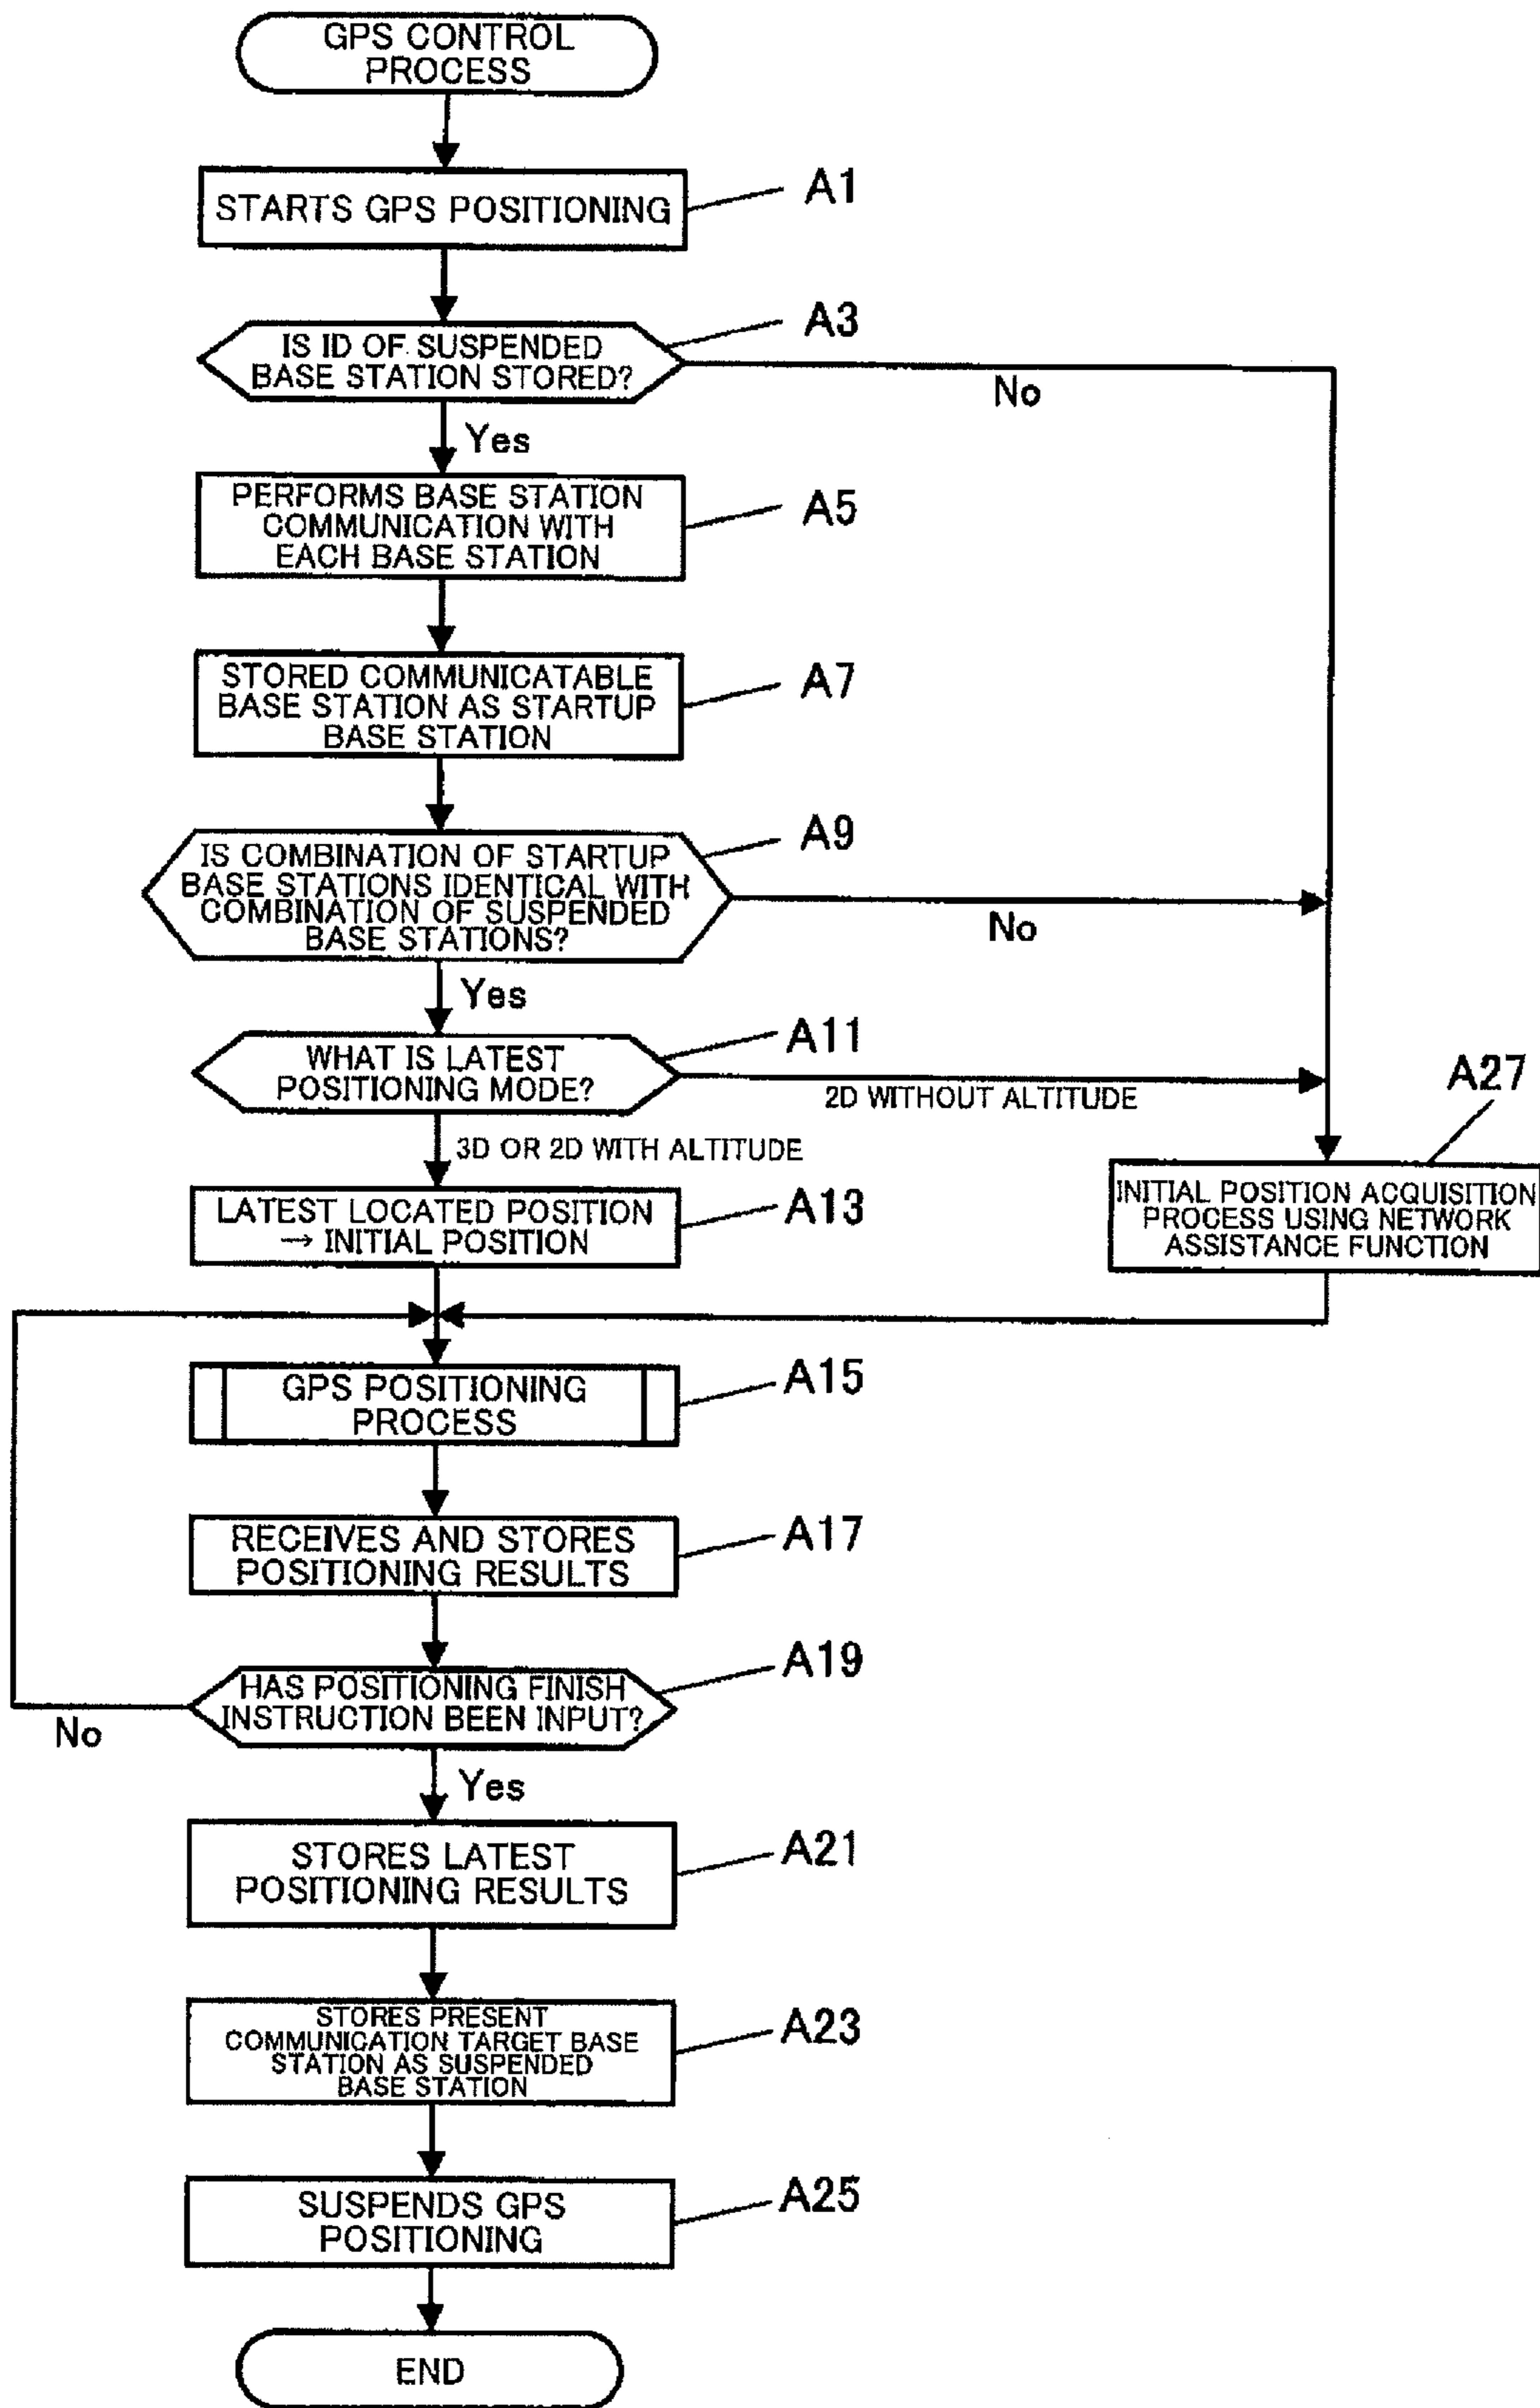 GPS CONTROL
PROCESS
STARTS GPS POSITIONING
A1
IS ID OF SUSPENDED
BASE STATION STORED?
A3
No
Yes
PERFORMS BASE STATION
COMMUNICATION WITH
EACH BASE STATION
A5
STORED COMMUNICATABLE
BASE STATION AS STARTUP
BASE STATION
A7
IS COMBINATION OF STARTUP
BASE STATIONS IDENTICAL WITH
COMBINATION OF SUSPENDED
BASE STATIONS?
A9
No
Yes
WHAT IS LATEST
POSITIONING MODE?
A11
2D WITHOUT ALTITUDE
3D OR 2D WITH ALTITUDE
A27
INITIAL POSITION ACQUISITION
PROCESS USING NETWORK
ASSISTANCE FUNCTION
LATEST LOCATED POSITION
→ INITIAL POSITION
A13
GPS POSITIONING
PROCESS
A15
RECEIVES AND STORES
POSITIONING RESULTS
A17
HAS POSITIONING FINISH
INSTRUCTION BEEN INPUT?
A19
No
Yes
STORES LATEST
POSITIONING RESULTS
A21
STORES PRESENT
COMMUNICATION TARGET BASE
STATION AS SUSPENDED
BASE STATION
A23
SUSPENDS GPS
POSITIONING
A25
END